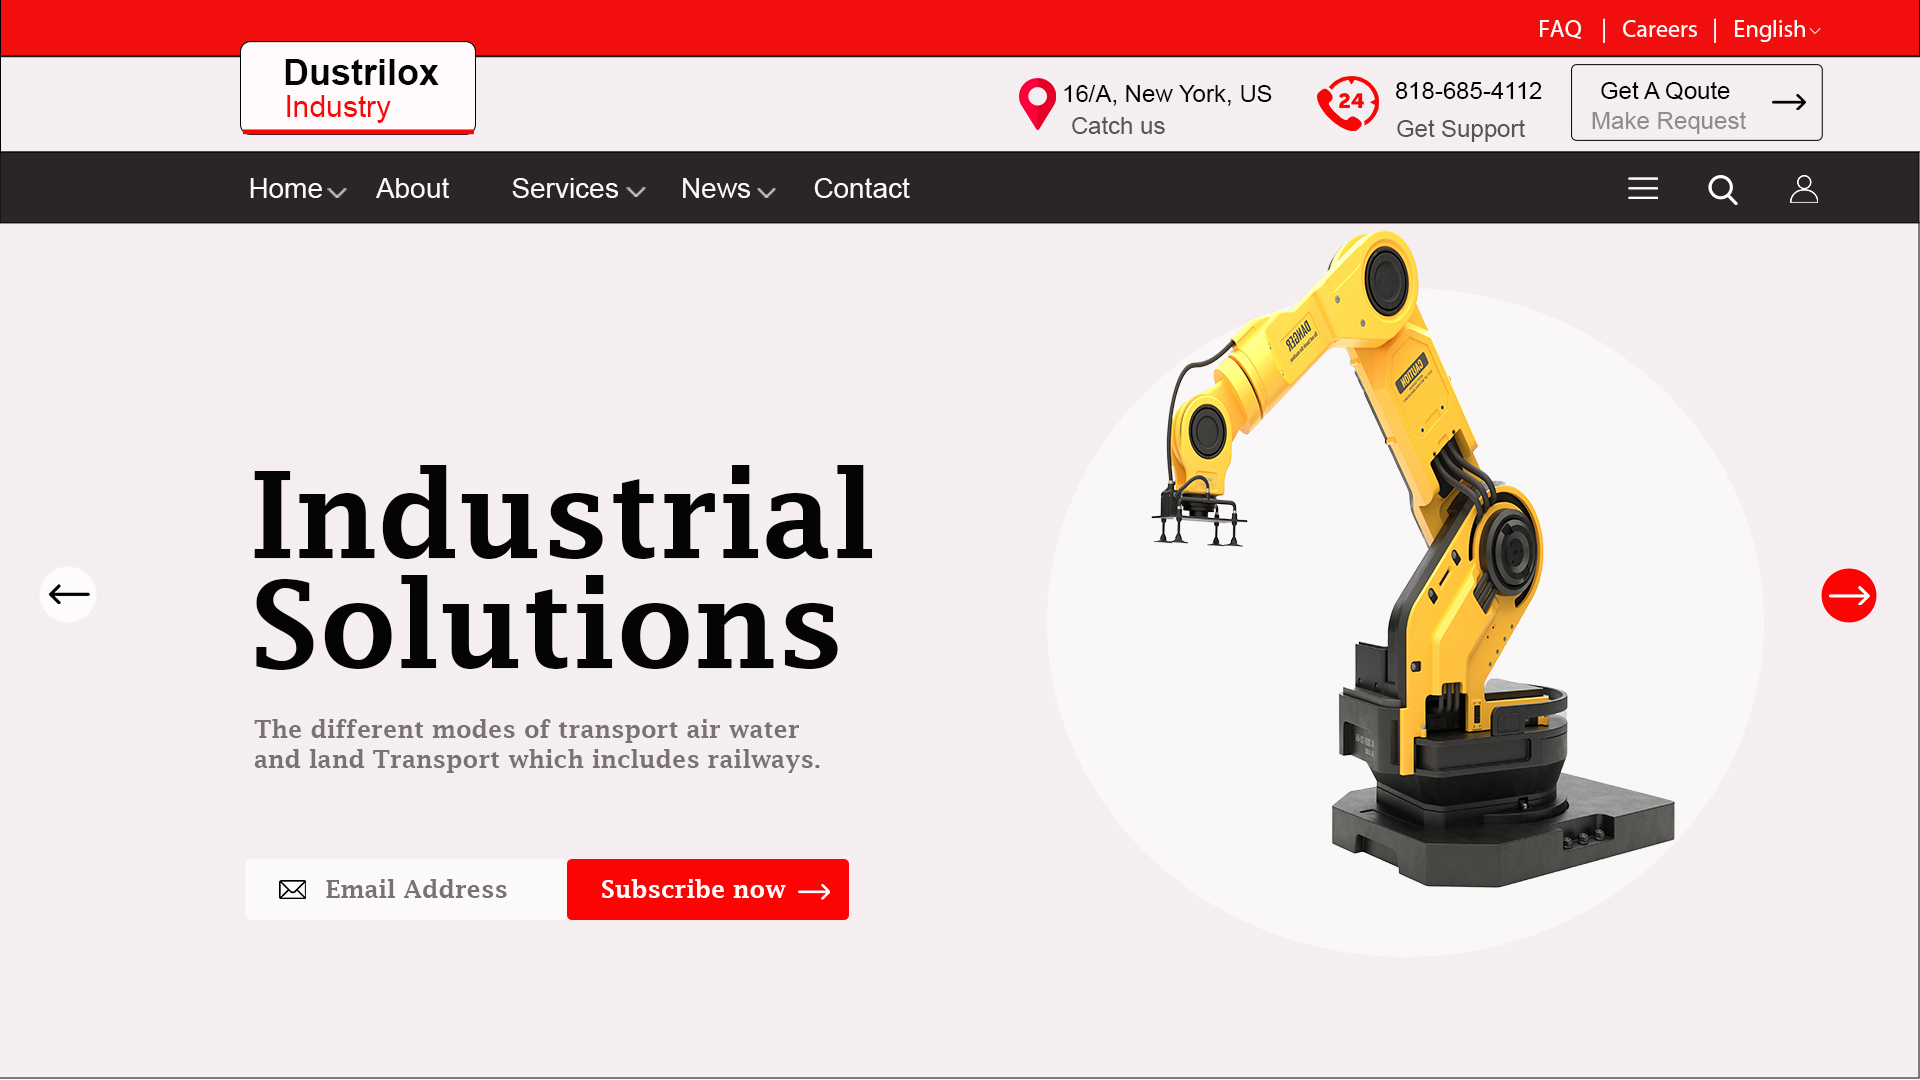 FAQ | Careers | English
Dustrilox
Industry
16/A, New York, US
Catch us
24
818-685-4112
Get Support
Get A Qoute
Make Request
Home About Services News Contact
DANGER
CAUTION
Industrial
Solutions
The different modes of transport air water
and land Transport which includes railways.
Email Address
Subscribe now